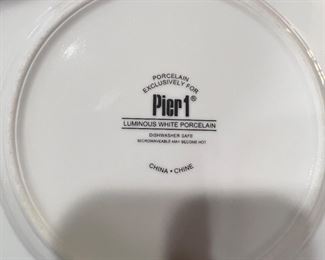 PORCELAIN
EXCLUSIVELY FOR
Pier 1®
LUMINOUS WHITE PORCELAIN
DISHWASHER SAFE
MICROWAVEABLE MAY BECOME HOT
CHINA • CHINE